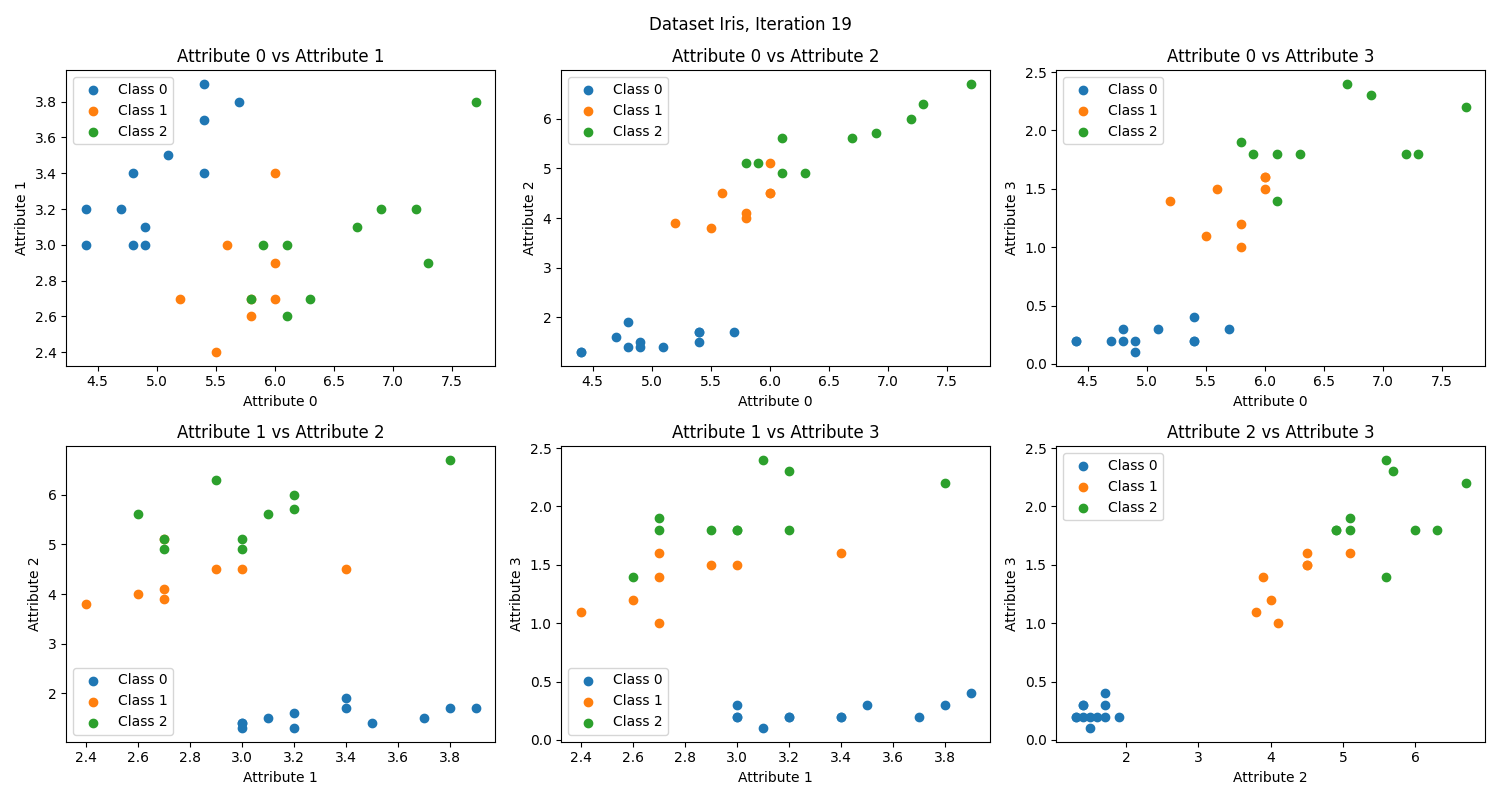 Dataset Iris, Iteration 19
Attribute 0 vs Attribute 1
Class 0
Class 1
Class 2
3.8
3.6
3.4
3.2
3.0
2.8
2.6
2.4
Attribute 1
4.5 5.0 5.5 6.0 6.5 7.0 7.5
Attribute 0
Attribute 0 vs Attribute 2
Class 0
Class 1
Class 2
6
5
4
3
2
Attribute 2
4.5 5.0 5.5 6.0 6.5 7.0 7.5
Attribute 0
Attribute 0 vs Attribute 3
Class 0
Class 1
Class 2
2.5
2.0
1.5
1.0
0.5
0.0
Attribute 3
4.5 5.0 5.5 6.0 6.5 7.0 7.5
Attribute 0
Attribute 1 vs Attribute 2
6
5
4
3
2
Attribute 2
Class 0
Class 1
Class 2
2.4 2.6 2.8 3.0 3.2 3.4 3.6 3.8
Attribute 1
Attribute 1 vs Attribute 3
2.5
2.0
1.5
1.0
0.5
0.0
Attribute 3
Class 0
Class 1
Class 2
2.4 2.6 2.8 3.0 3.2 3.4 3.6 3.8
Attribute 1
Attribute 2 vs Attribute 3
Class 0
Class 1
Class 2
2.5
2.0
1.5
1.0
0.5
0.0
Attribute 3
2 3 4 5 6
Attribute 2